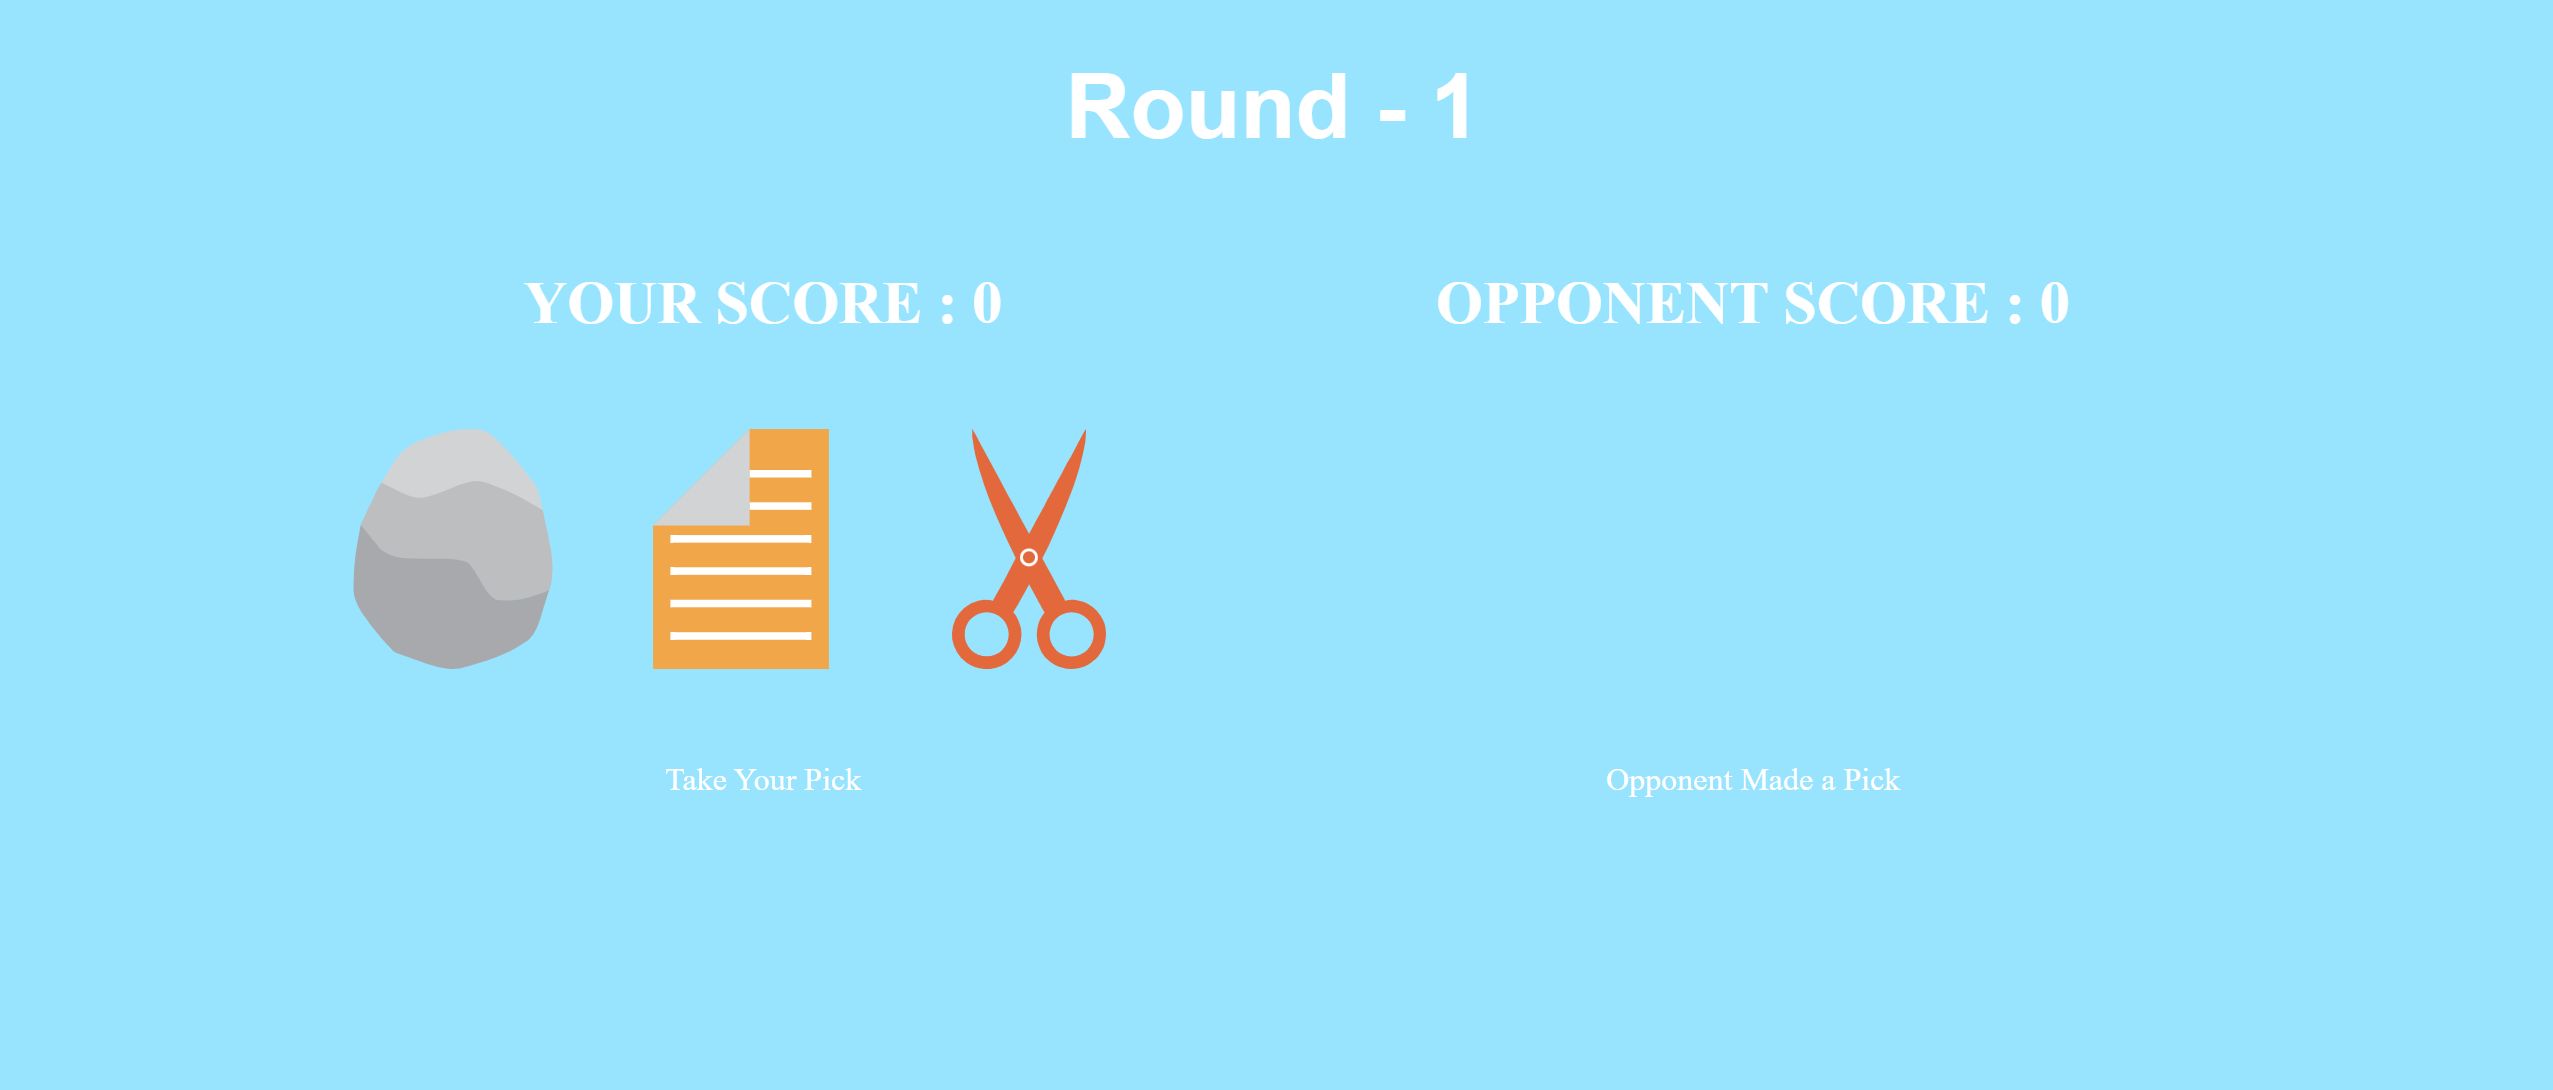 Round - 1
YOUR SCORE : 0
OPPONENT SCORE : 0
Take Your Pick
Opponent Made a Pick